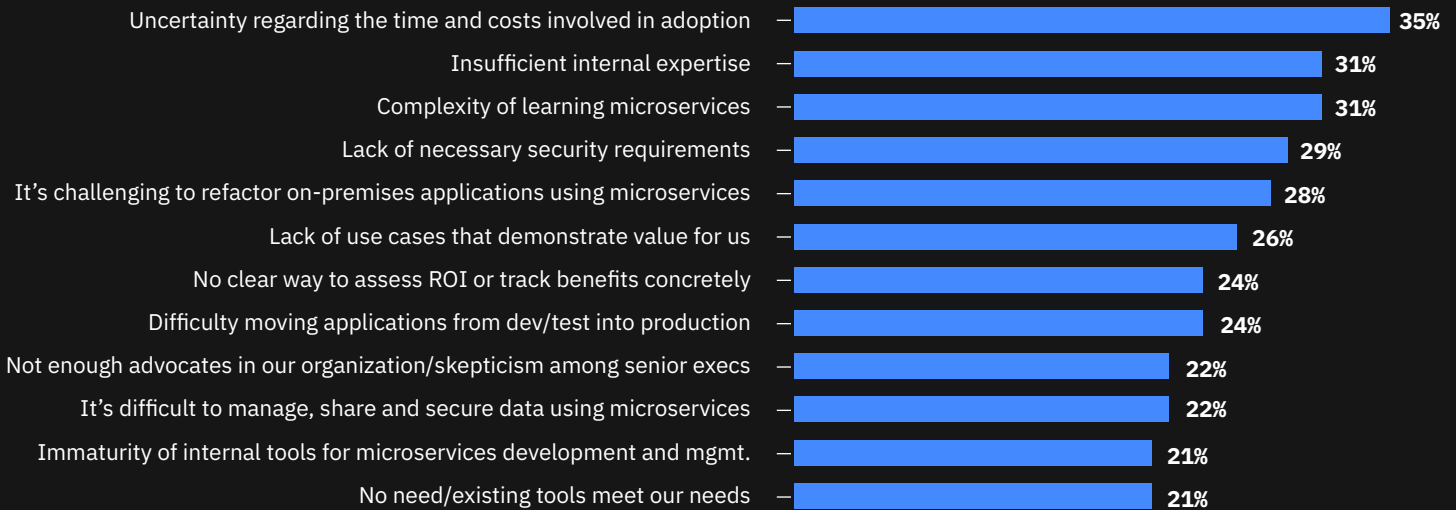 Uncertainty regarding the time and costs involved in adoption 35%
Insufficient internal expertise 31%
Complexity of learning microservices 31%
Lack of necessary security requirements 29%
It’s challenging to refactor on-premises applications using microservices 28%
Lack of use cases that demonstrate value for us 26%
No clear way to assess ROI or track benefits concretely 24%
Difficulty moving applications from dev/test into production 24%
Not enough advocates in our organization/skepticism among senior execs 22%
It’s difficult to manage, share and secure data using microservices 22%
Immaturity of internal tools for microservices development and mgmt. 21%
No need/existing tools meet our needs 21%